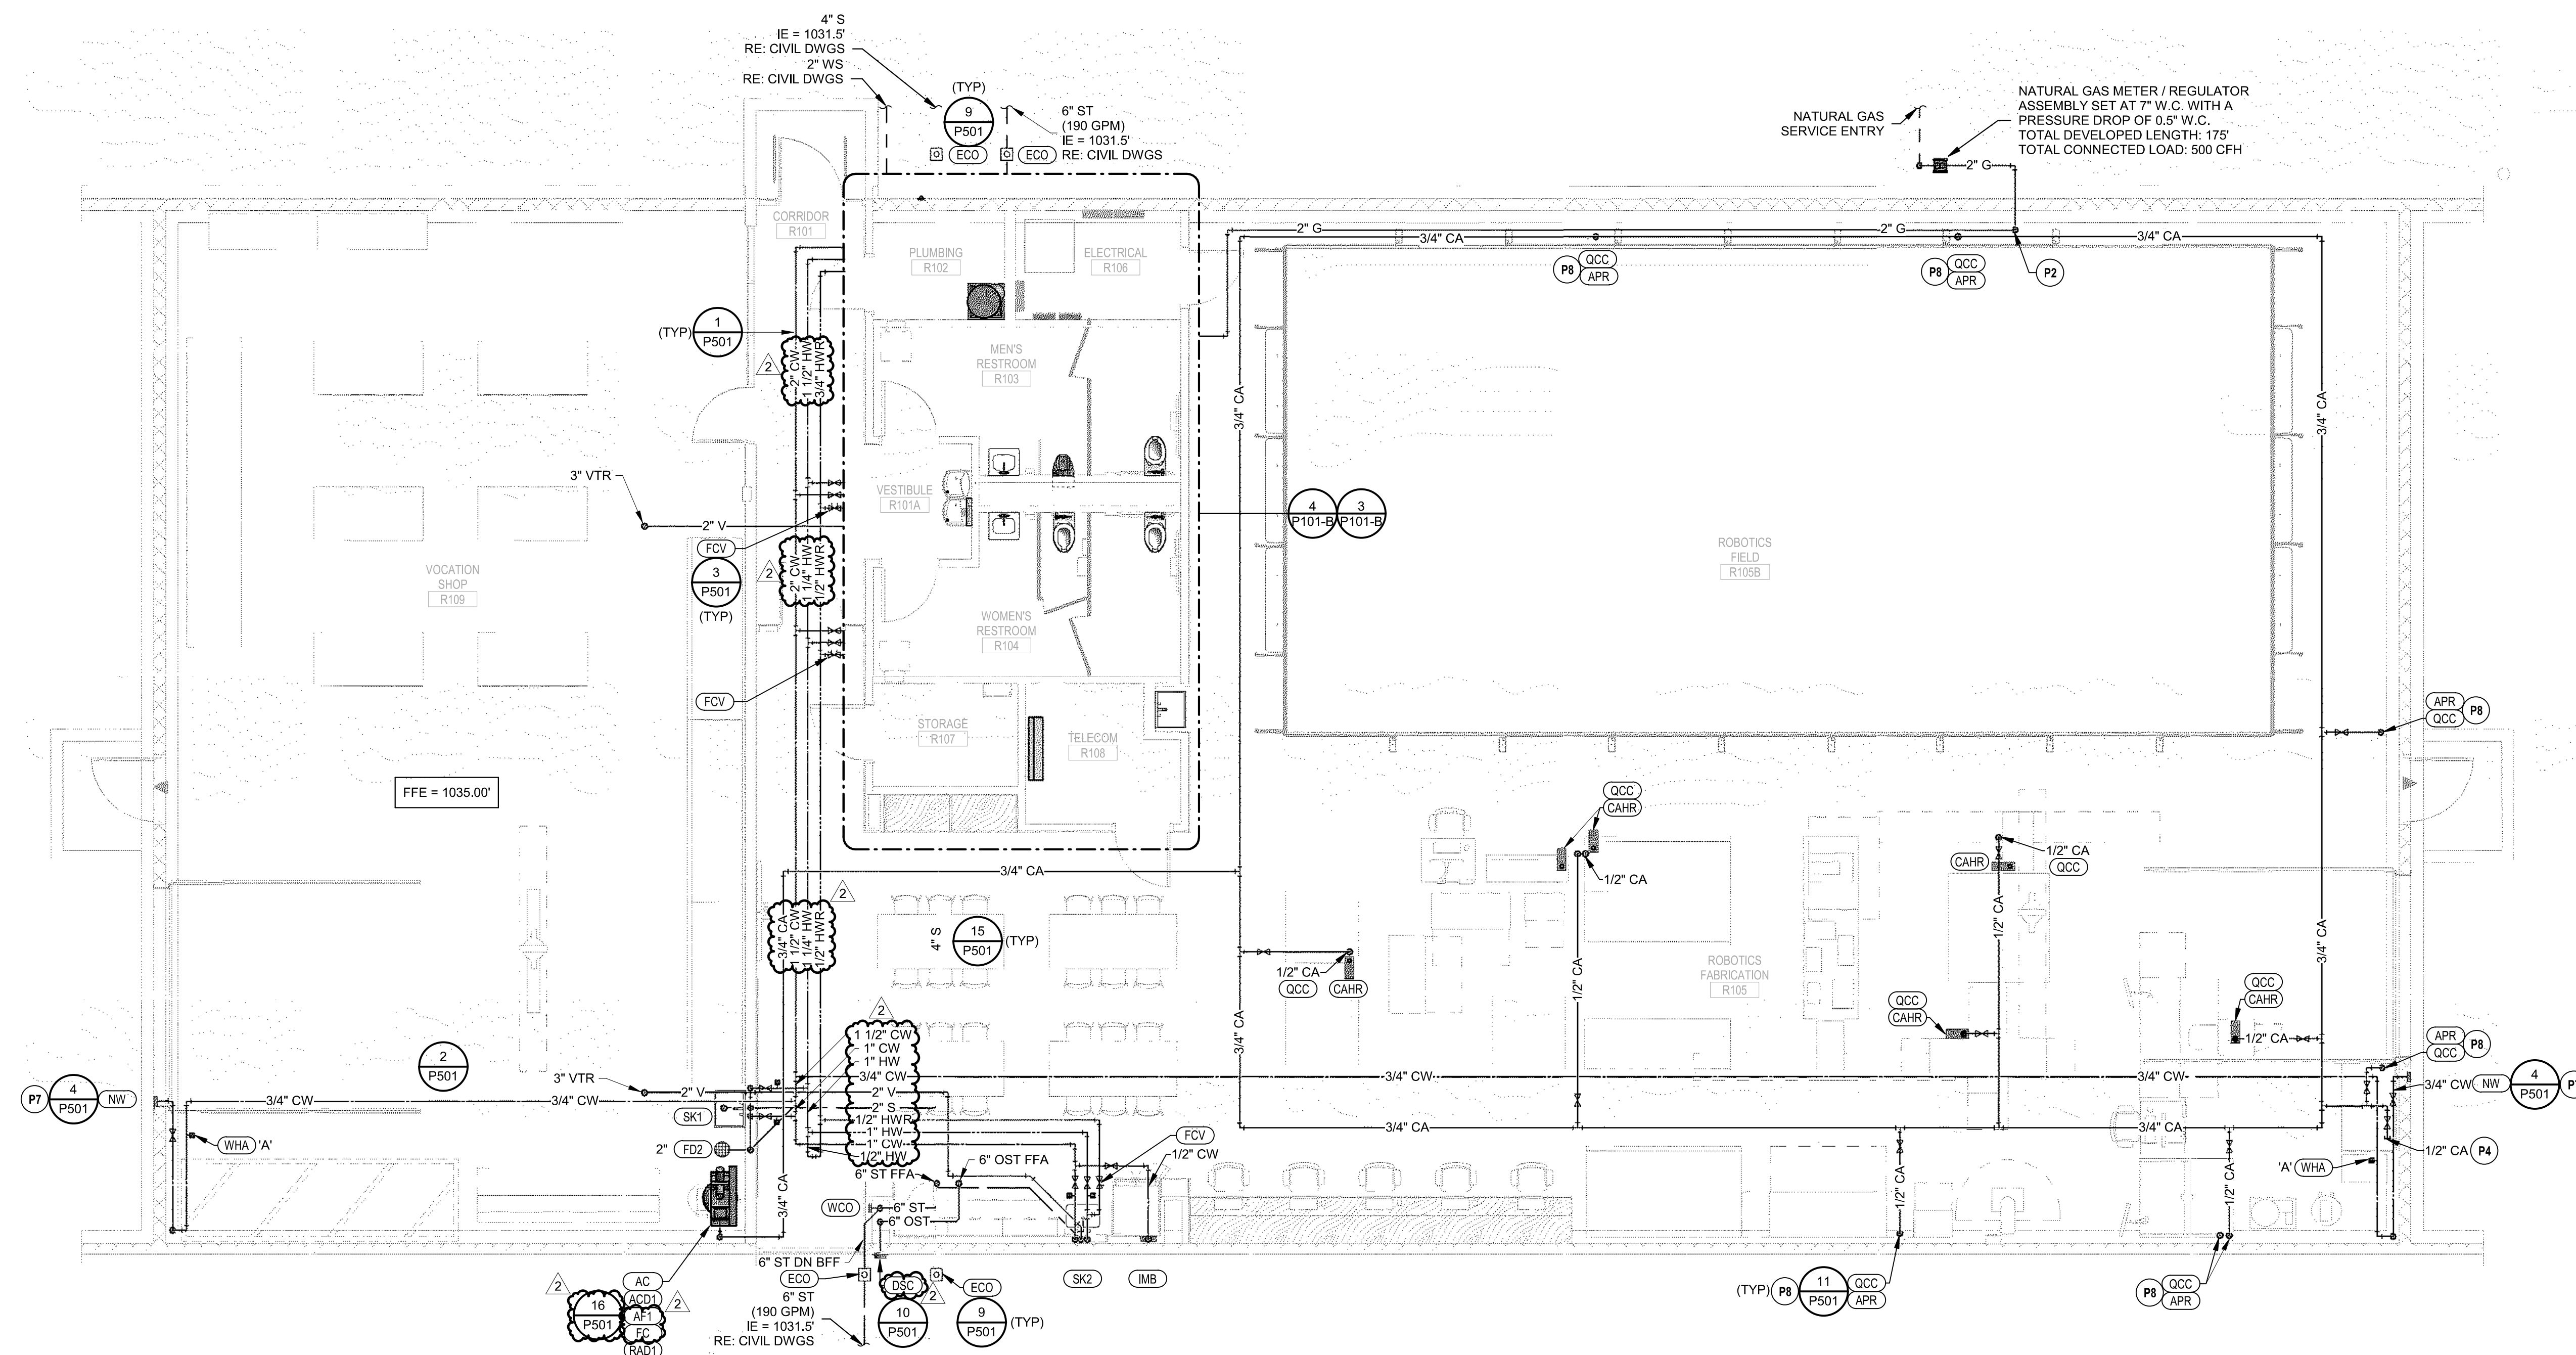 4" S
IE = 1031.5'
RE: CIVIL DWGS
2" WS
RE: CIVIL DWGS
(TYP)
9
P501
ECO
ECO
6" ST
(190 GPM)
IE = 1031.5'
RE: CIVIL DWGS
NATURAL GAS
SERVICE ENTRY
NATURAL GAS METER / REGULATOR
ASSEMBLY SET AT 7" W.C. WITH A
PRESSURE DROP OF 0.5" W.C.
TOTAL DEVELOPED LENGTH: 175'
TOTAL CONNECTED LOAD: 500 CFH
2" G
CORRIDOR
R101
PLUMBING
R102
ELECTRICAL
R106
2" G
3/4" CA
2" G
3/4" CA
P8
QCC
APR
P8
QCC
APR
P2
(TYP)
1
P501
2
2" CW
1 1/2" HW
3/4" HWR
MEN'S
RESTROOM
R103
3/4" CA
3/4" CA
3" VTR
2" V
VESTIBULE
R101A
4
P101-B
3
P101-B
FCV
3
P501
(TYP)
2
2" CW
1 1/4" HW
1/2" HWR
VOCATION
SHOP
R109
ROBOTICS
FIELD
R105B
WOMEN'S
RESTROOM
R104
FCV
STORAGE
R107
TELECOM
R108
APR
QCC
P8
FFE = 1035.00'
QCC
CAHR
1/2" CA
CAHR
1/2" CA
QCC
3/4" CA
2
3/4" CA
1 1/2" CW
1 1/4" HW
1/2" HWR
4" S
15
P501
(TYP)
1/2" CA
QCC
CAHR
1/2" CA
1/2" CA
3/4" CA
ROBOTICS
FABRICATION
R105
QCC
CAHR
QCC
CAHR
1/2" CA
3/4" CA
2
1 1/2" CW
1" CW
1" HW
3/4" CW
2" V
2" S
1/2" HWR
1" HW
1" CW
1/2" HW
2
P501
3" VTR
2" V
3/4" CW
3/4" CW
APR
QCC
P8
P7
4
P501
NW
3/4" CW
3/4" CW
3/4" CW
NW
4
P501
SK1
WHA
'A'
2"
FD2
3/4" CA
3/4" CA
FCV
1/2" CW
6" OST FFA
6" ST FFA
1/2" CA
P4
'A'
WHA
WCO
6" ST
6" OST
3/4" CA
1/2" CA
1/2" CA
6" ST DN BFF
ECO
DSC
2
ECO
SK2
IMB
2
16
P501
AC
ACD1
AF1
FC
RAD1
2
6" ST
(190 GPM)
IE = 1031.5'
RE: CIVIL DWGS
10
P501
9
P501
(TYP)
(TYP)
P8
11
P501
QCC
APR
P8
QCC
APR